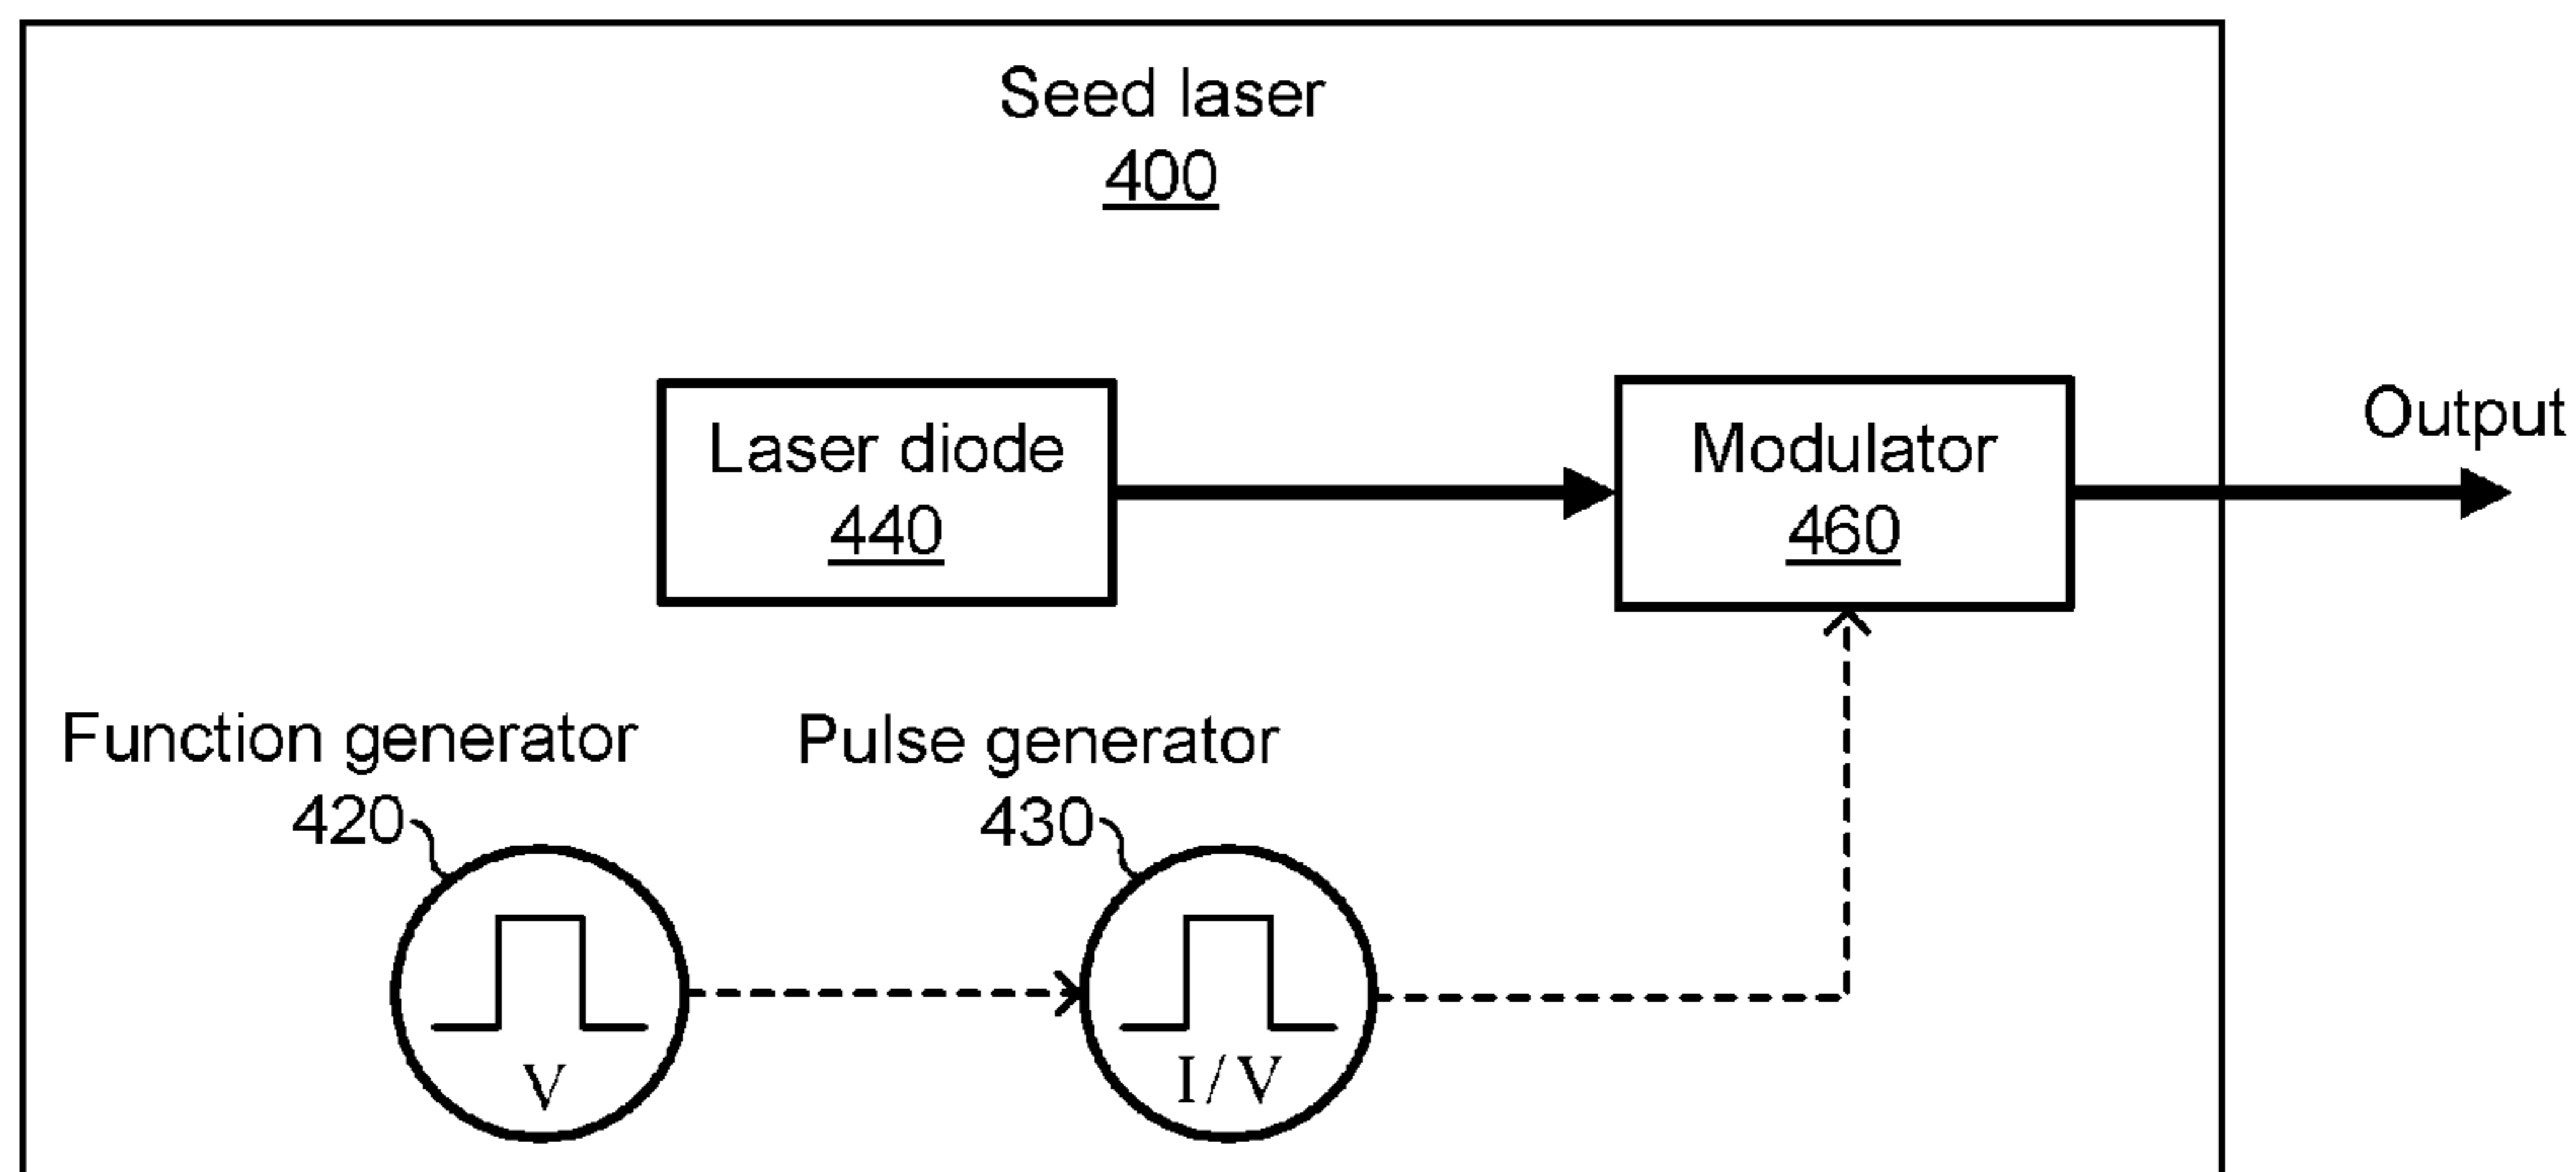 Seed laser
400
Laser diode
440
Modulator
460
Output
Function generator
420
Pulse generator
430
V
I / V